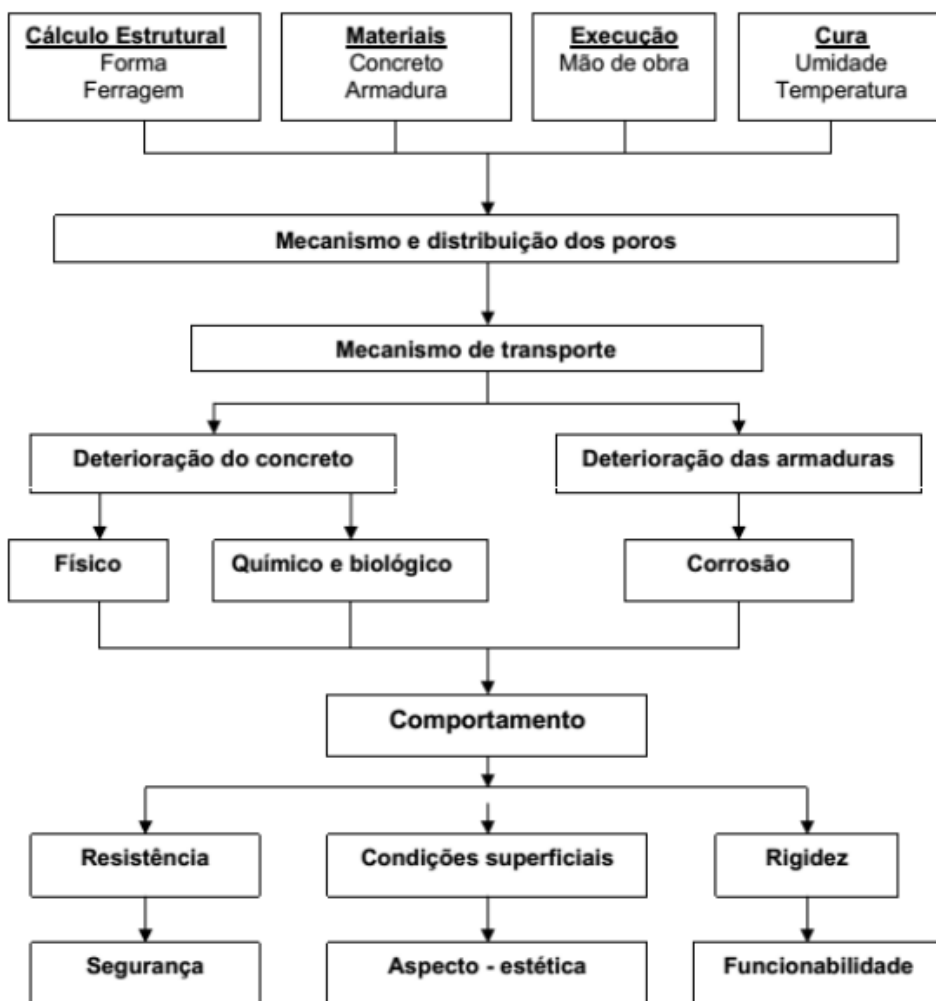 Cálculo Estrutural
Forma
Ferragem
Materiais
Concreto
Armadura
Execução
Mão de obra
Cura
Umidade
Temperatura
Mecanismo e distribuição dos poros
Mecanismo de transporte
Deterioração do concreto
Deterioração das armaduras
Físico
Químico e biológico
Corrosão
Comportamento
Resistência
Condições superficiais
Rigidez
Segurança
Aspecto - estética
Funcionabilidade